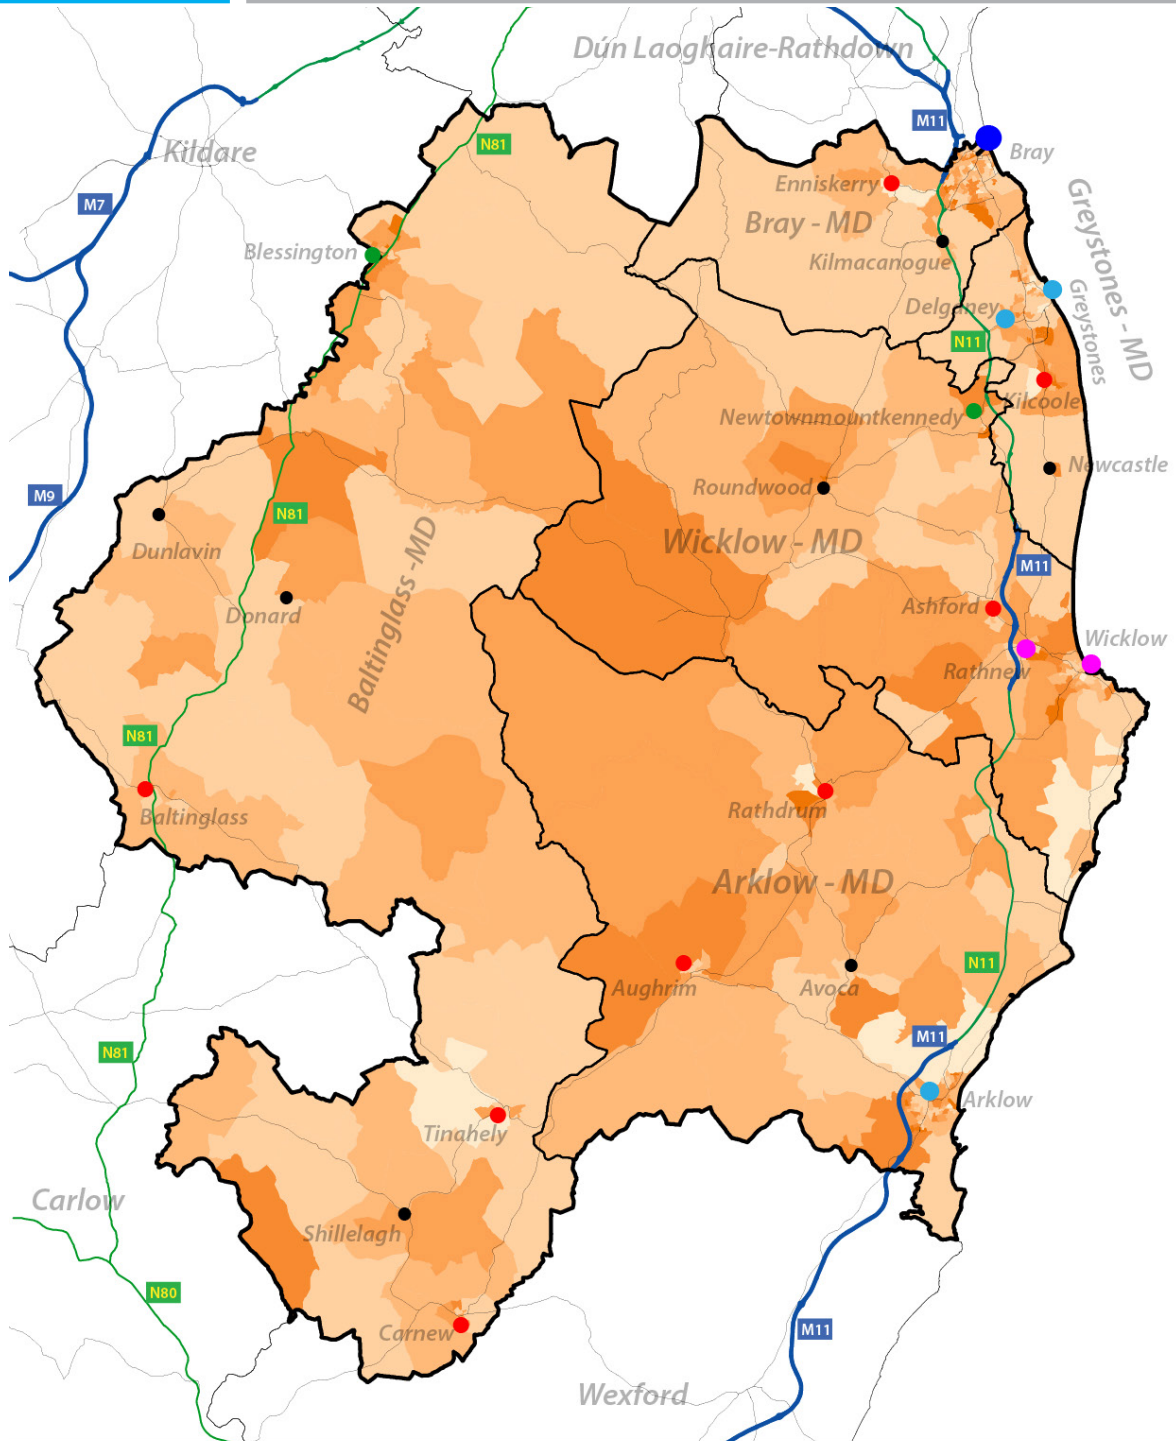 Dún Laoghaire-Rathdown
M11
N81
Kildare
Bray
Enniskerry
M7
Bray - MD
Greystones - MD
Blessington
Kilmacanogue
Greystones
Delganey
N11
Kilcoole
Newtownmountkennedy
Newcastle
Roundwood
M9
N81
Wicklow - MD
Dunlavin
Baltinglass -MD
M11
Ashford
Donard
Wicklow
Rathnew
N81
Baltinglass
Rathdrum
Arklow - MD
N11
Aughrim
Avoca
M11
N81
Arklow
Tinahely
Carlow
Shillelagh
N80
M11
Carnew
Wexford